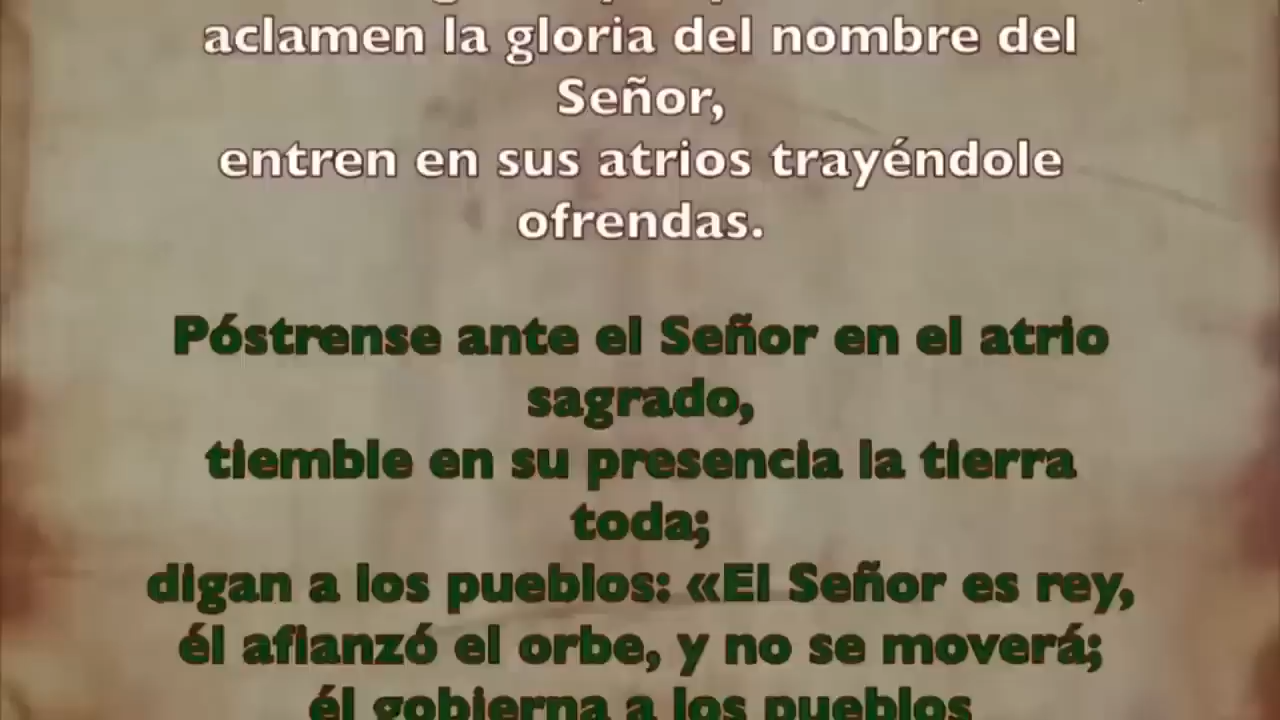 aclamen la gloria del nombre del
Señor,
entren en sus atrios trayéndole
ofrendas.
Póstrense ante el Señor en el atrio
sagrado,
tiemble en su presencia la tierra
toda;
digan a los pueblos: «El Señor es rey,
él afianzó el orbe, y no se moverá;
él gobierna a los pueblos